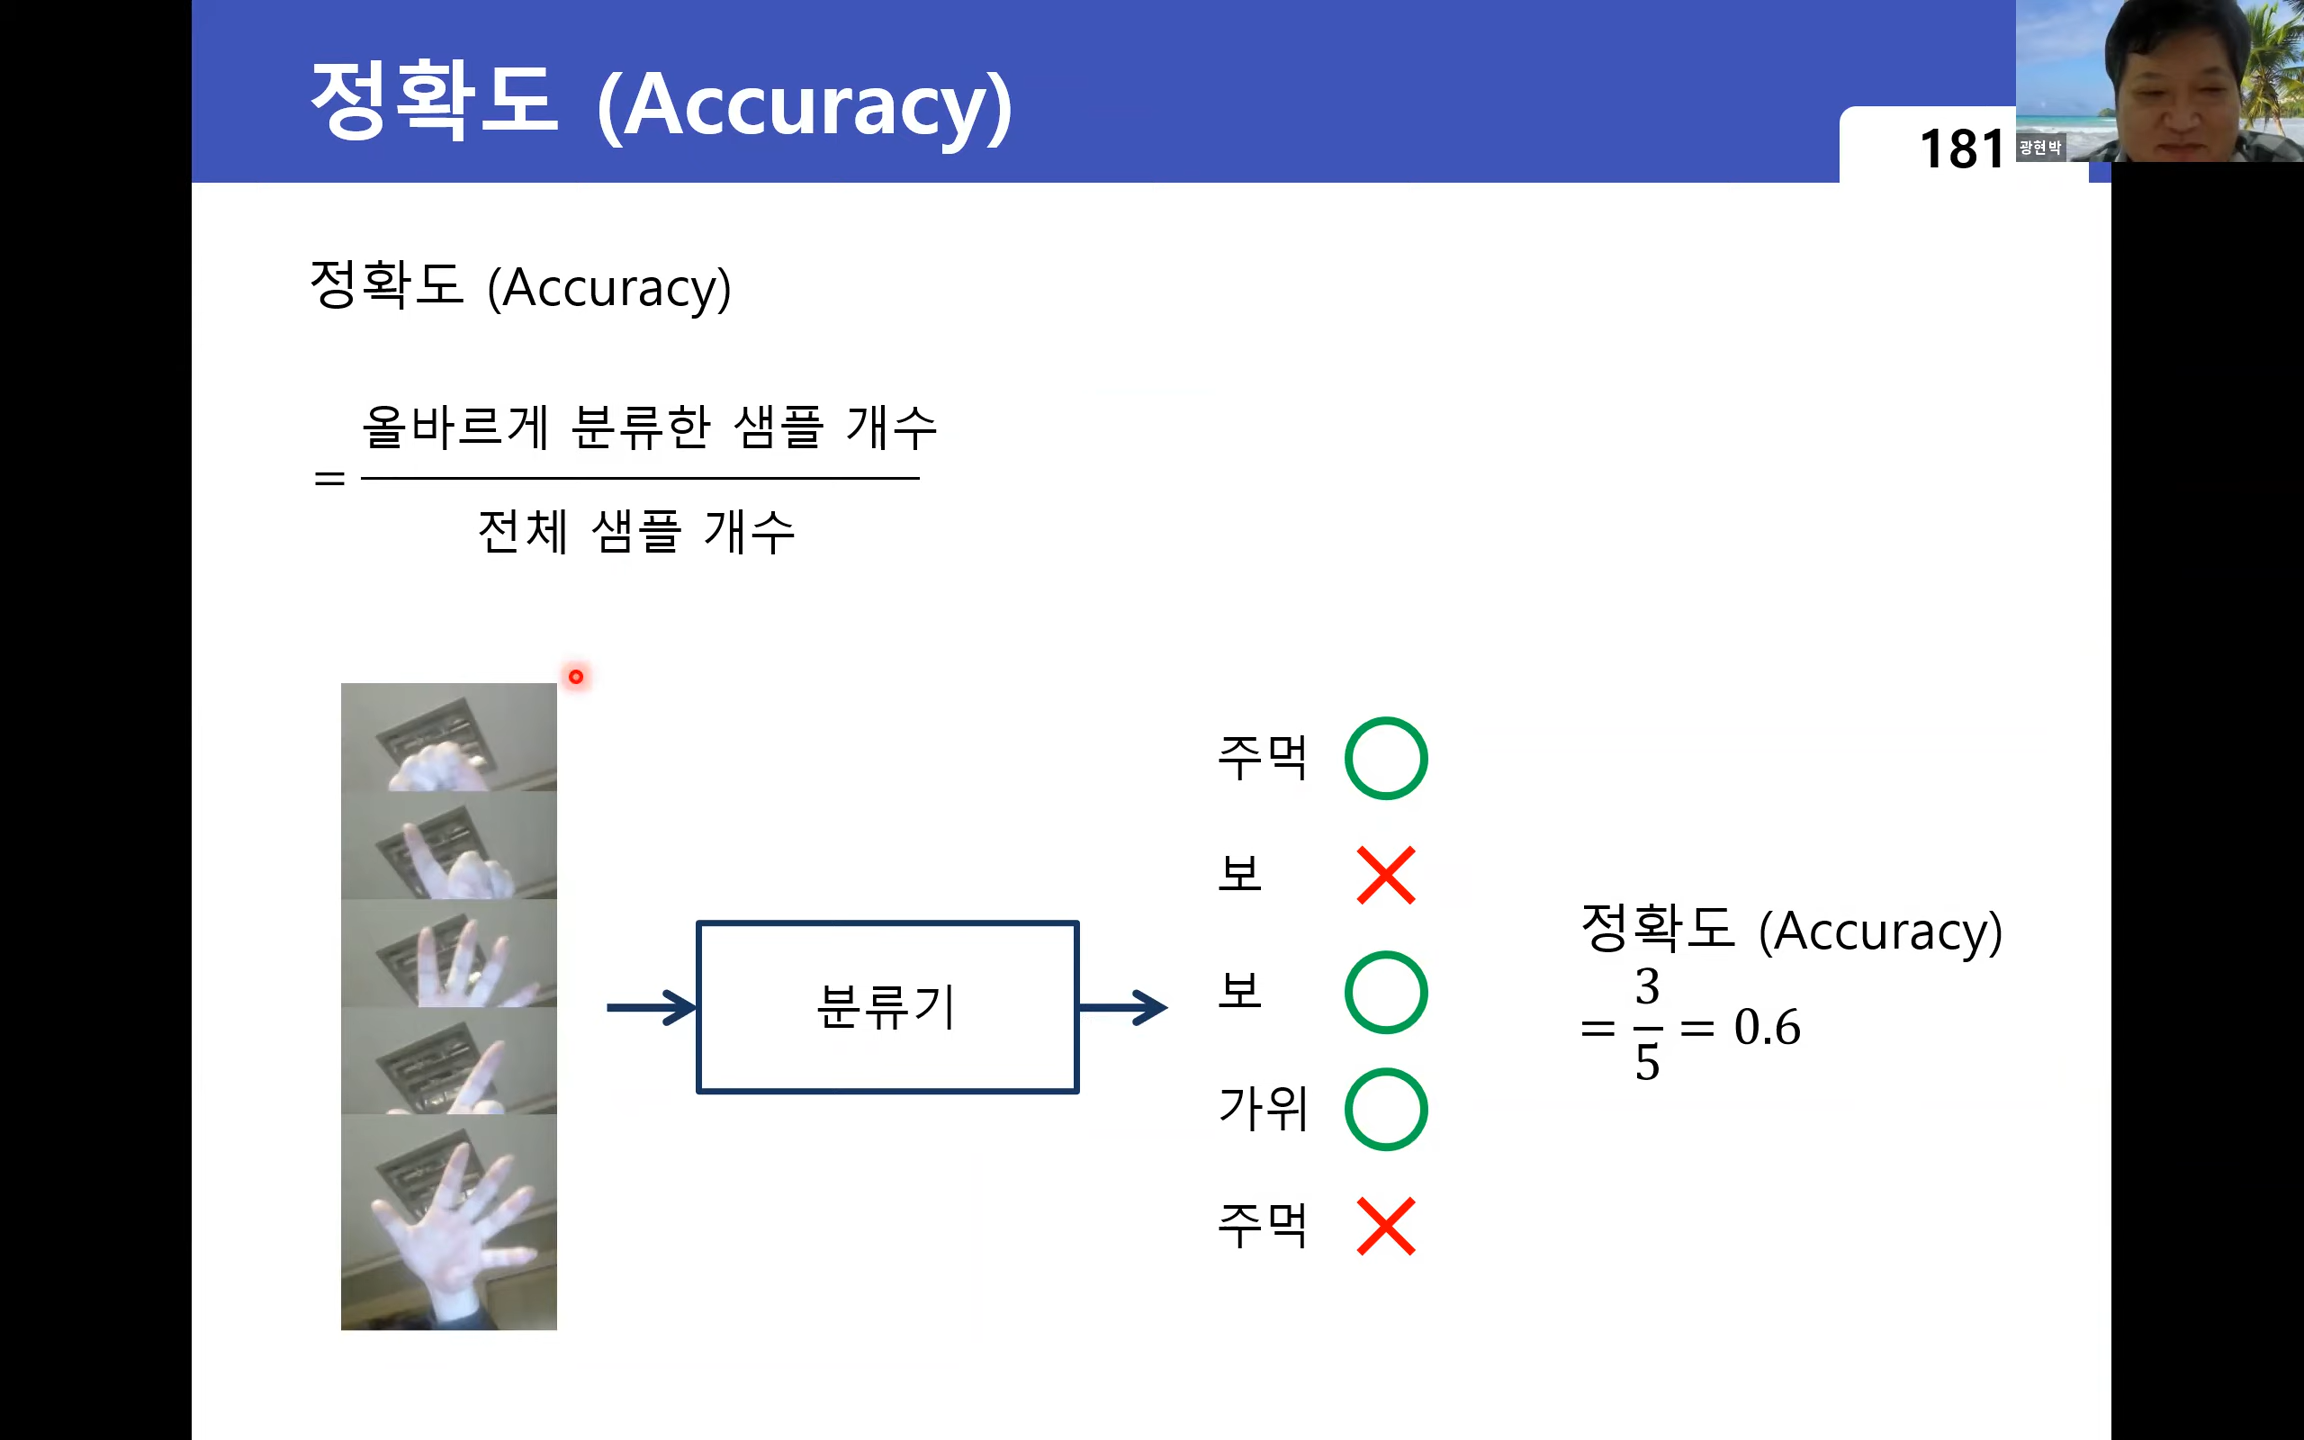 정확도 (Accuracy)
181
광현박
정확도 (Accuracy)
= 올바르게 분류한 샘플 개수
전체 샘플 개수
분류기
주먹
보
보
가위
주먹
정확도 (Accuracy)
= 3/5 = 0.6